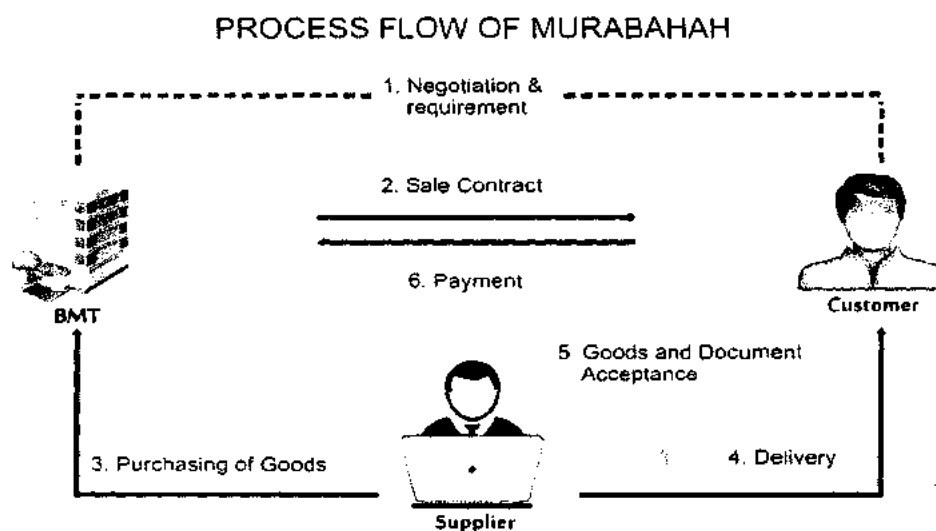 PROCESS FLOW OF MURABAHAH
1. Negotiation &
requirement
2. Sale Contract
6. Payment
BMT
Customer
5 Goods and Document
Acceptance
3. Purchasing of Goods
4. Delivery
Supplier